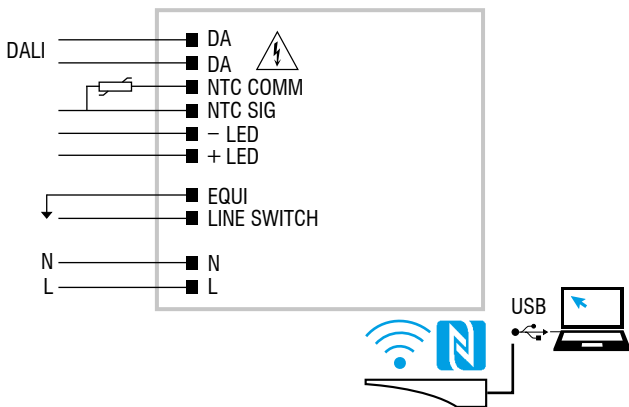 DALI
DA
DA
NTC COMM
NTC SIG
− LED
+ LED
EQUI
LINE SWITCH
N N
L L
USB